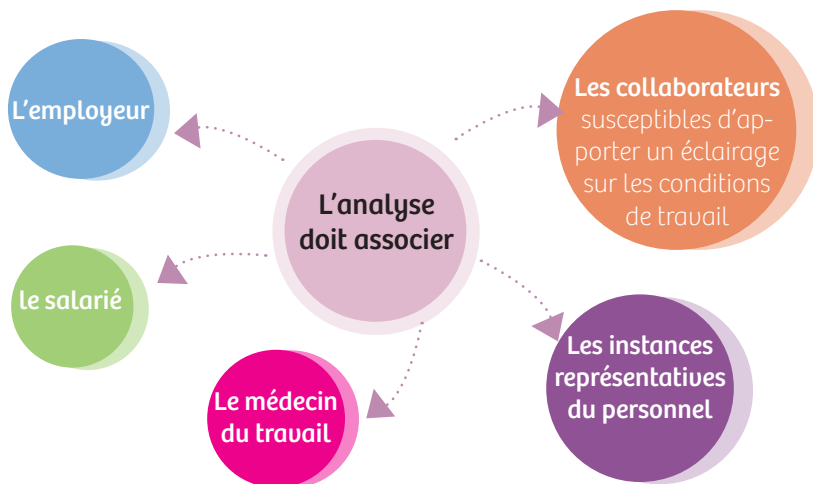 L'employeur
Les collaborateurs
susceptibles d'ap-
porter un éclairage
sur les conditions
de travail
L'analyse
doit associer
le salarié
Les instances
représentatives
du personnel
Le médecin
du travail